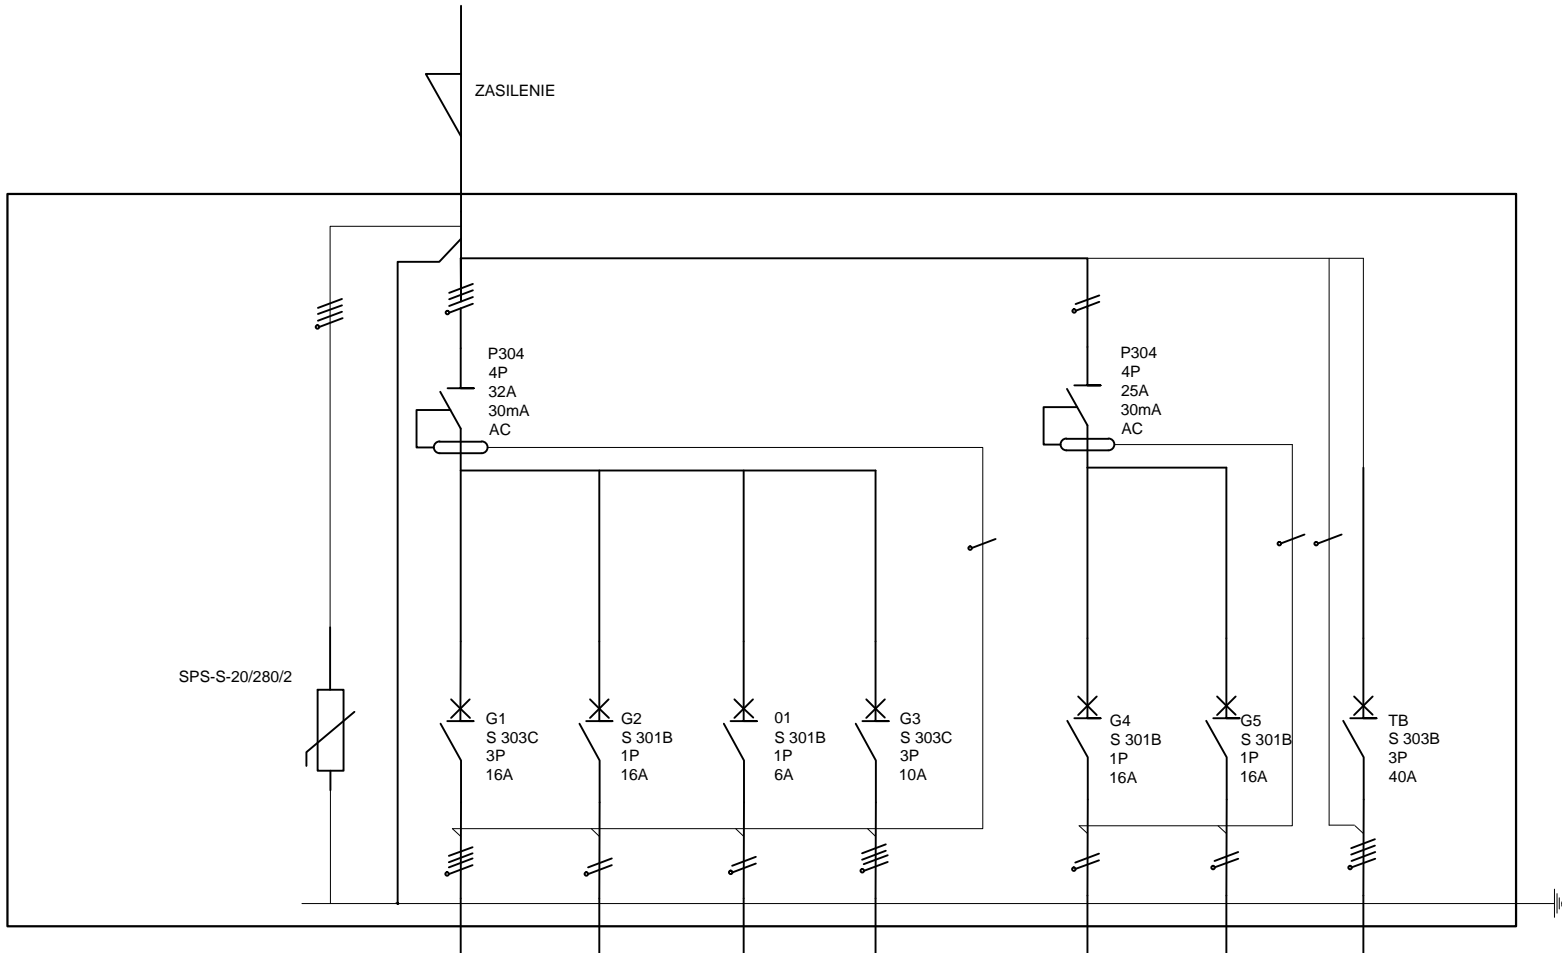 ZASILENIE
P304
4P
32A
30mA
AC
P304
4P
25A
30mA
AC
SPS-S-20/280/2
G1
S 303C
3P
16A
G2
S 301B
1P
16A
01
S 301B
1P
6A
G3
S 303C
3P
10A
G4
S 301B
1P
16A
G5
S 301B
1P
16A
TB
S 303B
3P
40A